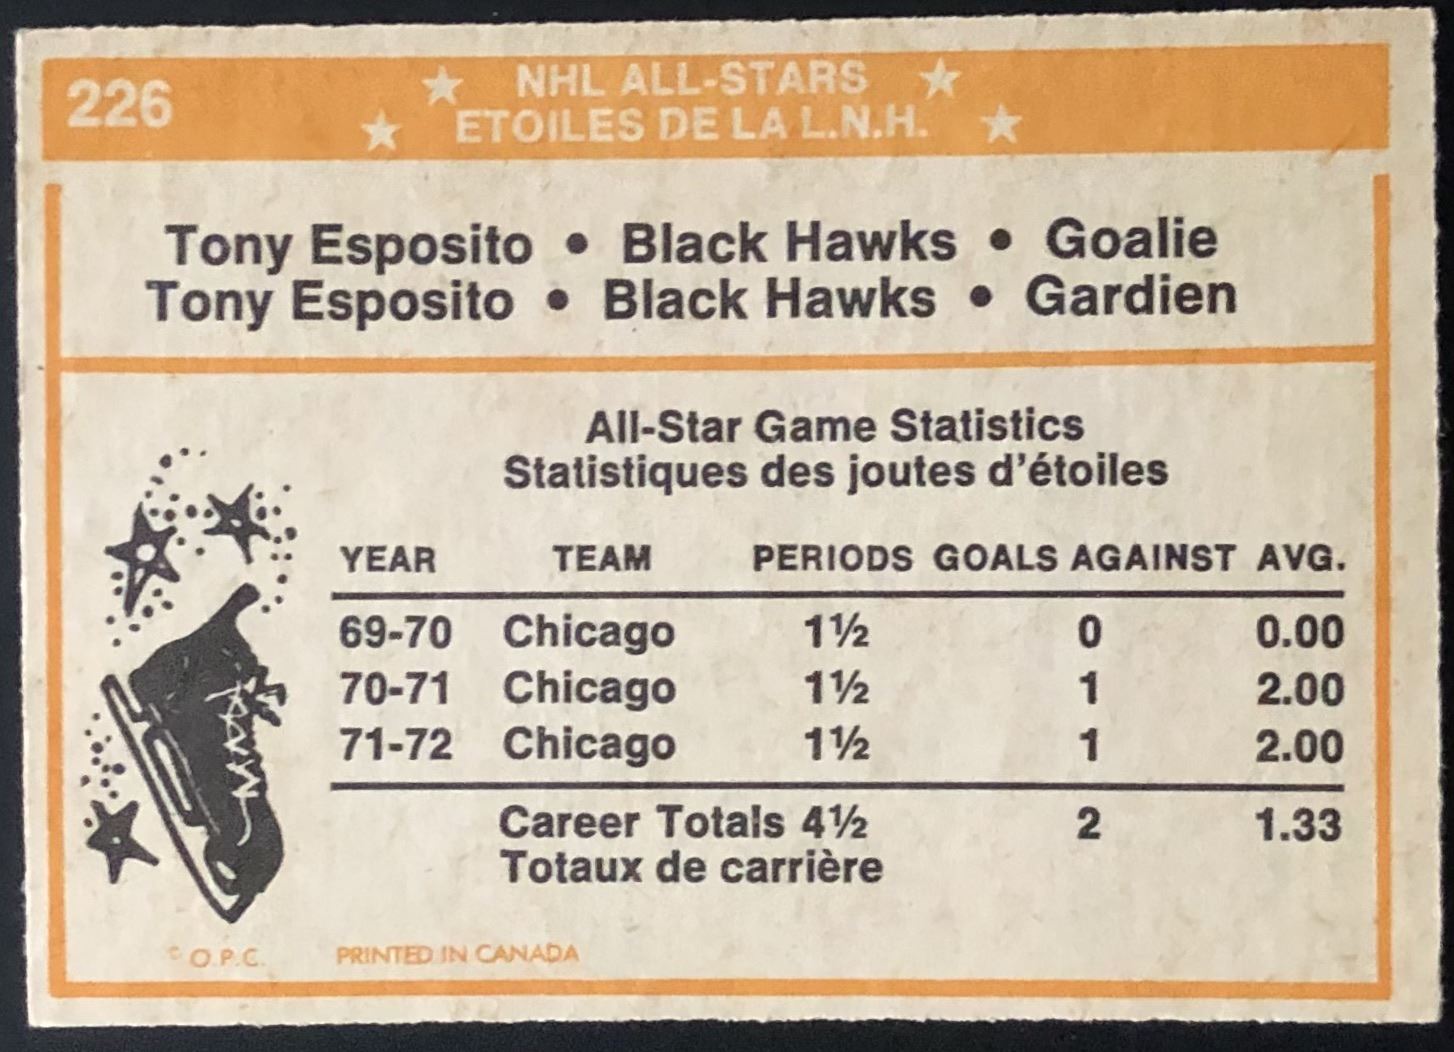 226
NHL ALL-STARS
ETOILES DE LA L.N.H.
Tony Esposito • Black Hawks • Goalie
Tony Esposito • Black Hawks • Gardien
All-Star Game Statistics
Statistiques des joutes d'étoiles
YEAR TEAM PERIODS GOALS AGAINST AVG.
69-70 Chicago 1½ 0 0.00
70-71 Chicago 1½ 1 2.00
71-72 Chicago 1½ 1 2.00
Career Totals 4½ 2 1.33
Totaux de carrière
© O.P.C. PRINTED IN CANADA